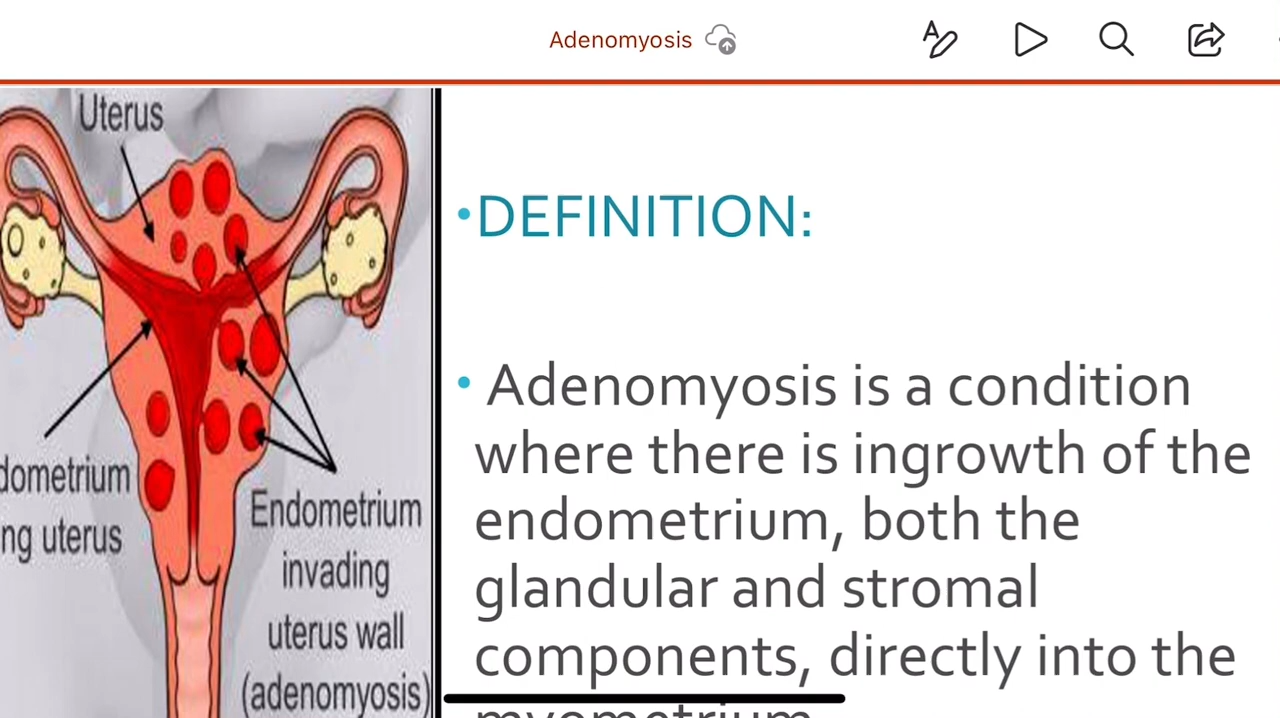 Adenomyosis
Uterus
dometrium
ng uterus
Endometrium
invading
uterus wall
(adenomyosis)
•DEFINITION:
• Adenomyosis is a condition
where there is ingrowth of the
endometrium, both the
glandular and stromal
components, directly into the
myometrium